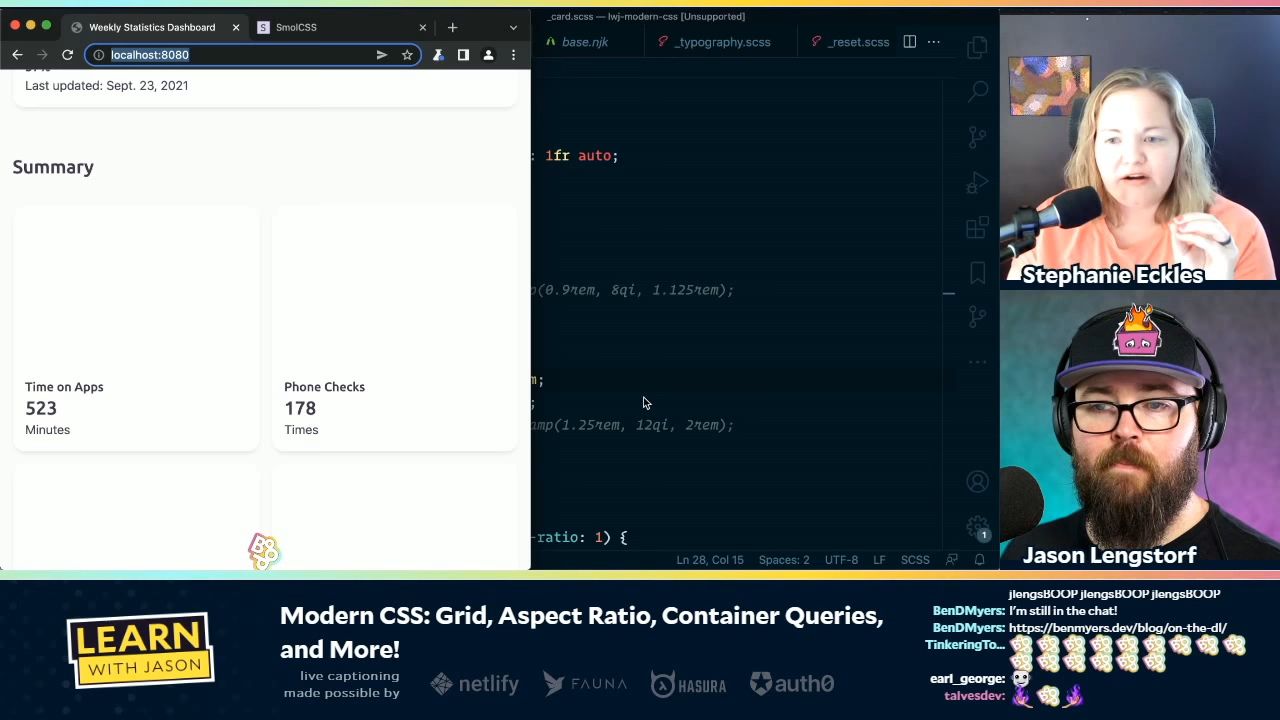 Weekly Statistics Dashboard
SmolCSS
localhost:8080
Last updated: Sept. 23, 2021
Summary
Time on Apps
523
Minutes
Phone Checks
178
Times
_card.scss — lwj-modern-css [Unsupported]
base.njk
_typography.scss
_reset.scss
: 1fr auto;
(0.9rem, 8qi, 1.125rem);
;
;
amp(1.25rem, 12qi, 2rem);
-ratio: 1) {
Ln 28, Col 15
Spaces: 2
UTF-8
LF
SCSS
1
Stephanie Eckles
Jason Lengstorf
LEARN
WITH JASON
Modern CSS: Grid, Aspect Ratio, Container Queries,
and More!
live captioning
made possible by
netlify
FAUNA
HASURA
auth0
jlengsBOOP jlengsBOOP jlengsBOOP
BenDMyers: I'm still in the chat!
BenDMyers: https://benmyers.dev/blog/on-the-dl/
TinkeringTo...
earl_george:
talvesdev: